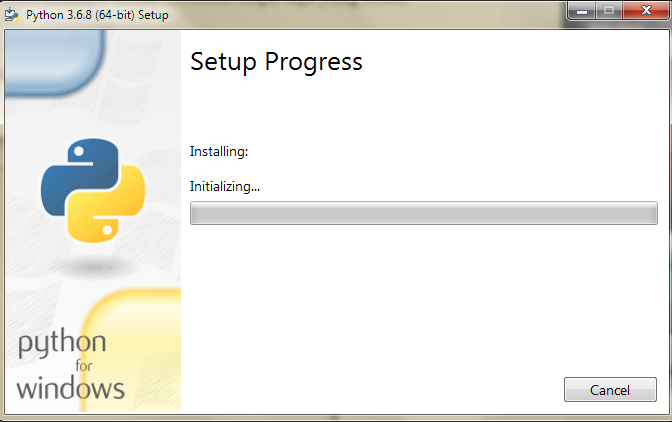 Python 3.6.8 (64-bit) Setup
Setup Progress
Installing:
Initializing...
python
for
windows
Cancel